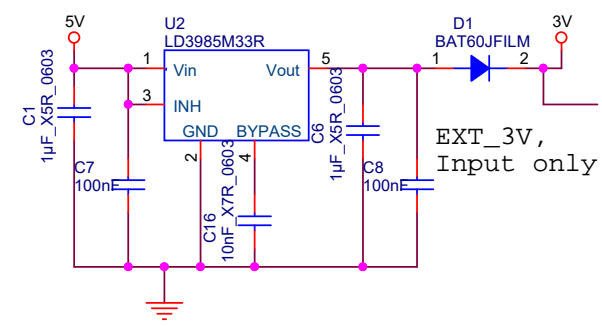 5V
U2
LD3985M33R
D1
BAT60JFILM
3V
1
Vin
Vout
5
1
2
3
INH
GND
BYPASS
2
4
C1
1µF_X5R_0603
C7
100nF
C16
10nF_X7R_0603
C6
1µF_X5R_0603
C8
100nF
EXT_3V,
Input only